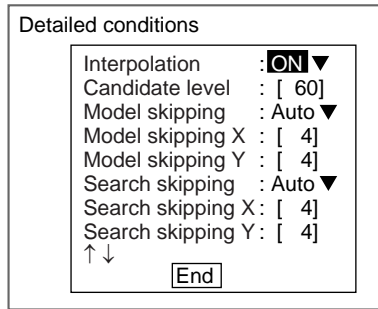 Detailed conditions
Interpolation : ON ▼
Candidate level : [ 60]
Model skipping : Auto ▼
Model skipping X : [ 4]
Model skipping Y : [ 4]
Search skipping : Auto ▼
Search skipping X : [ 4]
Search skipping Y : [ 4]
↑↓
End